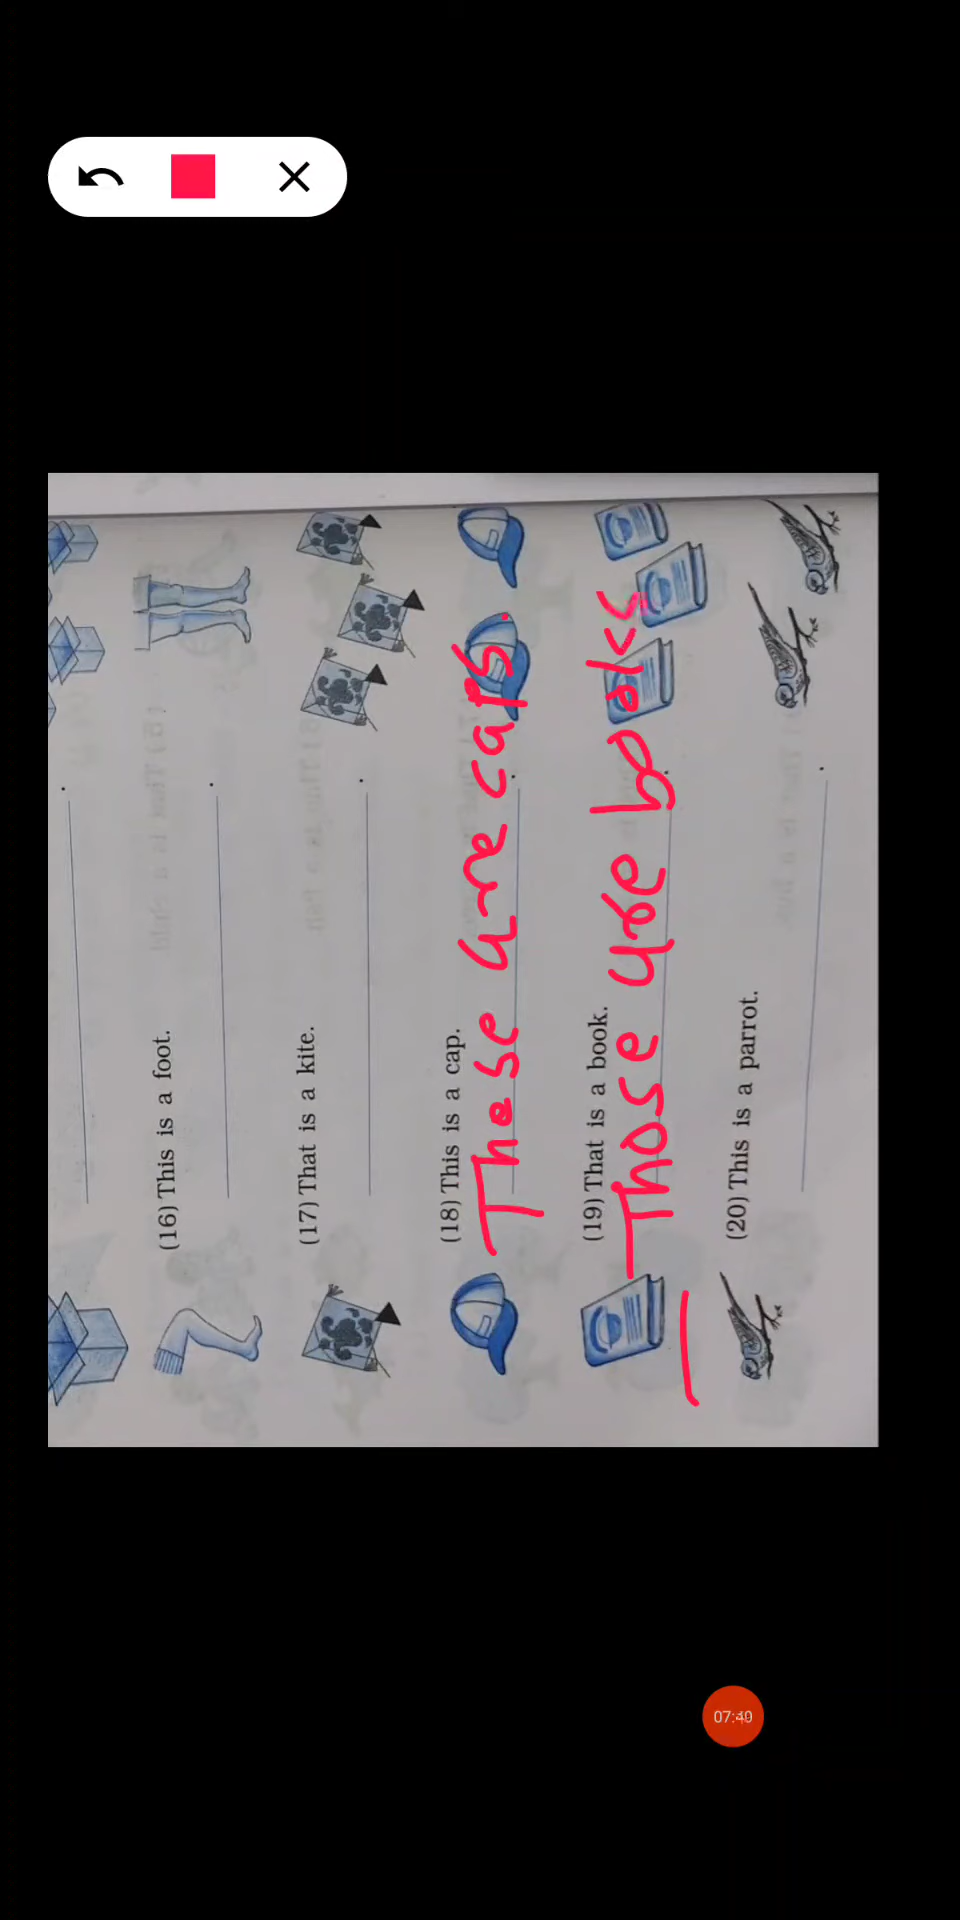 (16) This is a foot.
(17) That is a kite.
(18) This is a cap.
These are caps.
(19) That is a book.
Those are books
(20) This is a parrot.
07:40